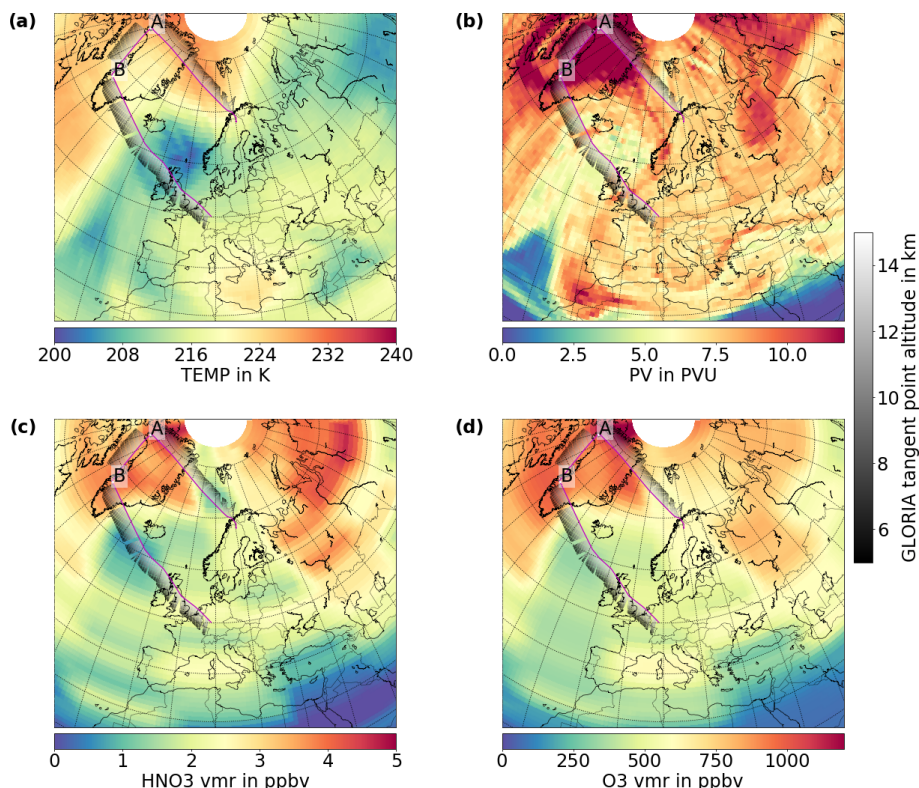 (a)
A
B
200 208 216 224 232 240
TEMP in K
(b)
A
B
0.0 2.5 5.0 7.5 10.0
PV in PVU
14
12
10
8
6
GLORIA tangent point altitude in km
(c)
A
B
0 1 2 3 4 5
HNO3 vmr in ppbv
(d)
A
B
0 250 500 750 1000
O3 vmr in ppbv